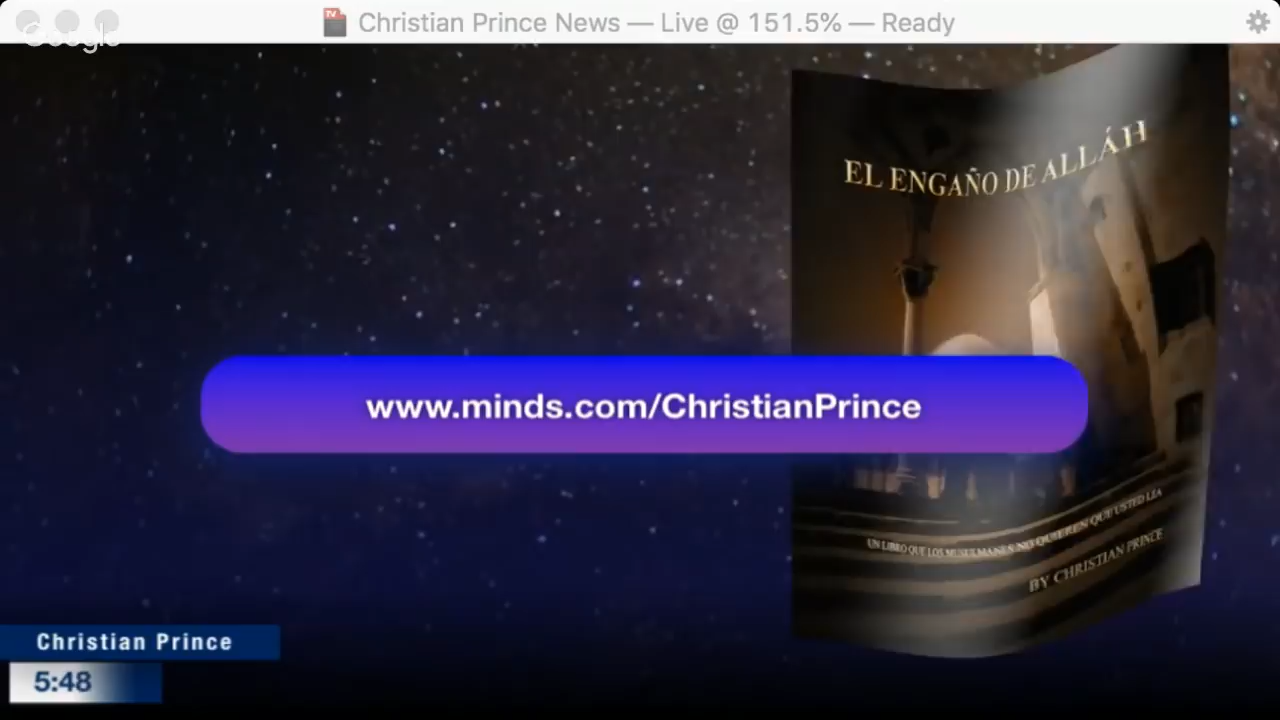 Christian Prince News — Live @ 151.5% — Ready
Google
EL ENGAÑO DE ALLÁH
www.minds.com/ChristianPrince
UN LIBRO QUE LOS MUSULMANES NO QUIEREN QUE USTED LEA
BY CHRISTIAN PRINCE
Christian Prince
5:48